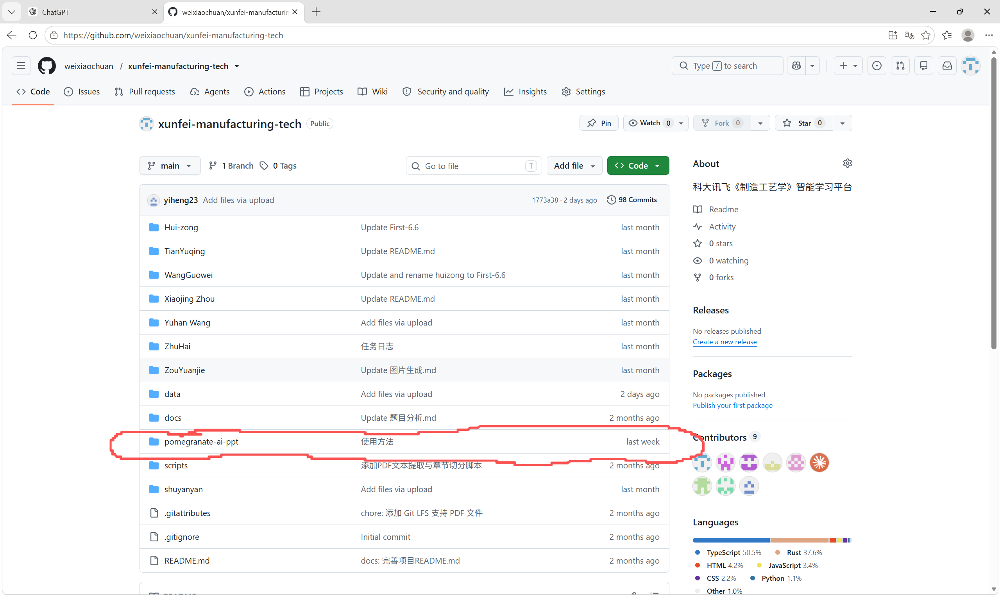 ChatGPT
weixiaochuan/xunfei-manufacturin
https://github.com/weixiaochuan/xunfei-manufacturing-tech
weixiaochuan / xunfei-manufacturing-tech
Type / to search
Code Issues Pull requests Agents Actions Projects Wiki Security and quality Insights Settings
xunfei-manufacturing-tech Public
Pin Watch 0 Fork 0 Star 0
main 1 Branch 0 Tags Go to file T Add file Code
yiheng23 Add files via upload 1773a38 · 2 days ago 98 Commits
Hui-zong Update First-6.6 last month
TianYuqing Update README.md last month
WangGuowei Update and rename huizong to First-6.6 last month
Xiaojing Zhou Update README.md last month
Yuhan Wang Add files via upload last month
ZhuHai 任务日志 last month
ZouYuanjie Update 图片生成.md last month
data Add files via upload 2 days ago
docs Update 题目分析.md 2 months ago
pomegranate-ai-ppt 使用方法 last week
scripts 添加PDF文本提取与章节切分脚本 2 months ago
shuyanyan Add files via upload last month
.gitattributes chore: 添加 Git LFS 支持 PDF 文件 2 months ago
.gitignore Initial commit 2 months ago
README.md docs: 完善项目README.md 2 months ago
README
About
科大讯飞《制造工艺学》智能学习平台
Readme
Activity
0 stars
0 watching
0 forks
Releases
No releases published
Create a new release
Packages
No packages published
Publish your first package
Contributors 9
Languages
TypeScript 50.5% Rust 37.6%
HTML 4.2% JavaScript 3.4%
CSS 2.2% Python 1.1%
Other 1.0%